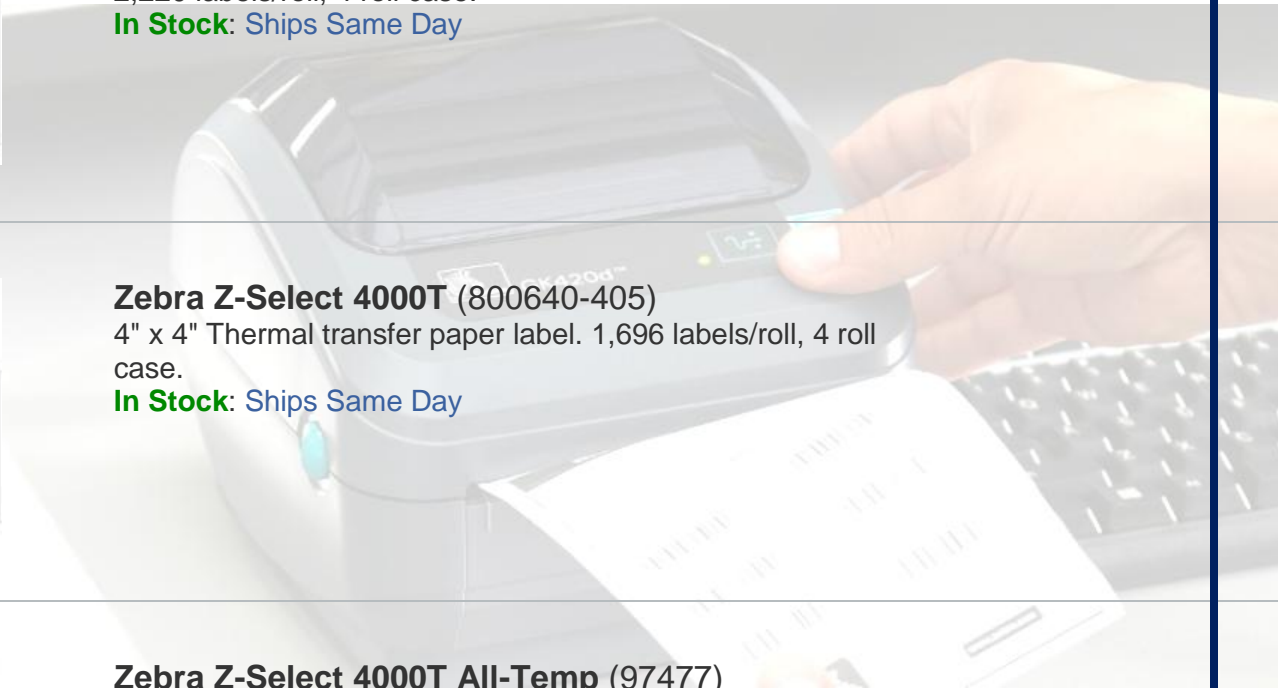 In Stock: Ships Same Day
GK420d™
Zebra Z-Select 4000T (800640-405)
4" x 4" Thermal transfer paper label. 1,696 labels/roll, 4 roll
case.
In Stock: Ships Same Day
Zebra Z-Select 4000T All-Temp (97477)